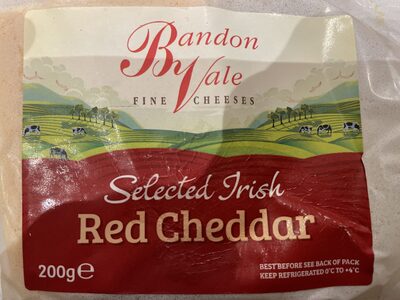 Bandon
Vale
FINE CHEESES
Selected Irish
Red Cheddar
200g℮
BEST BEFORE SEE BACK OF PACK
KEEP REFRIGERATED 0°C TO +4°C